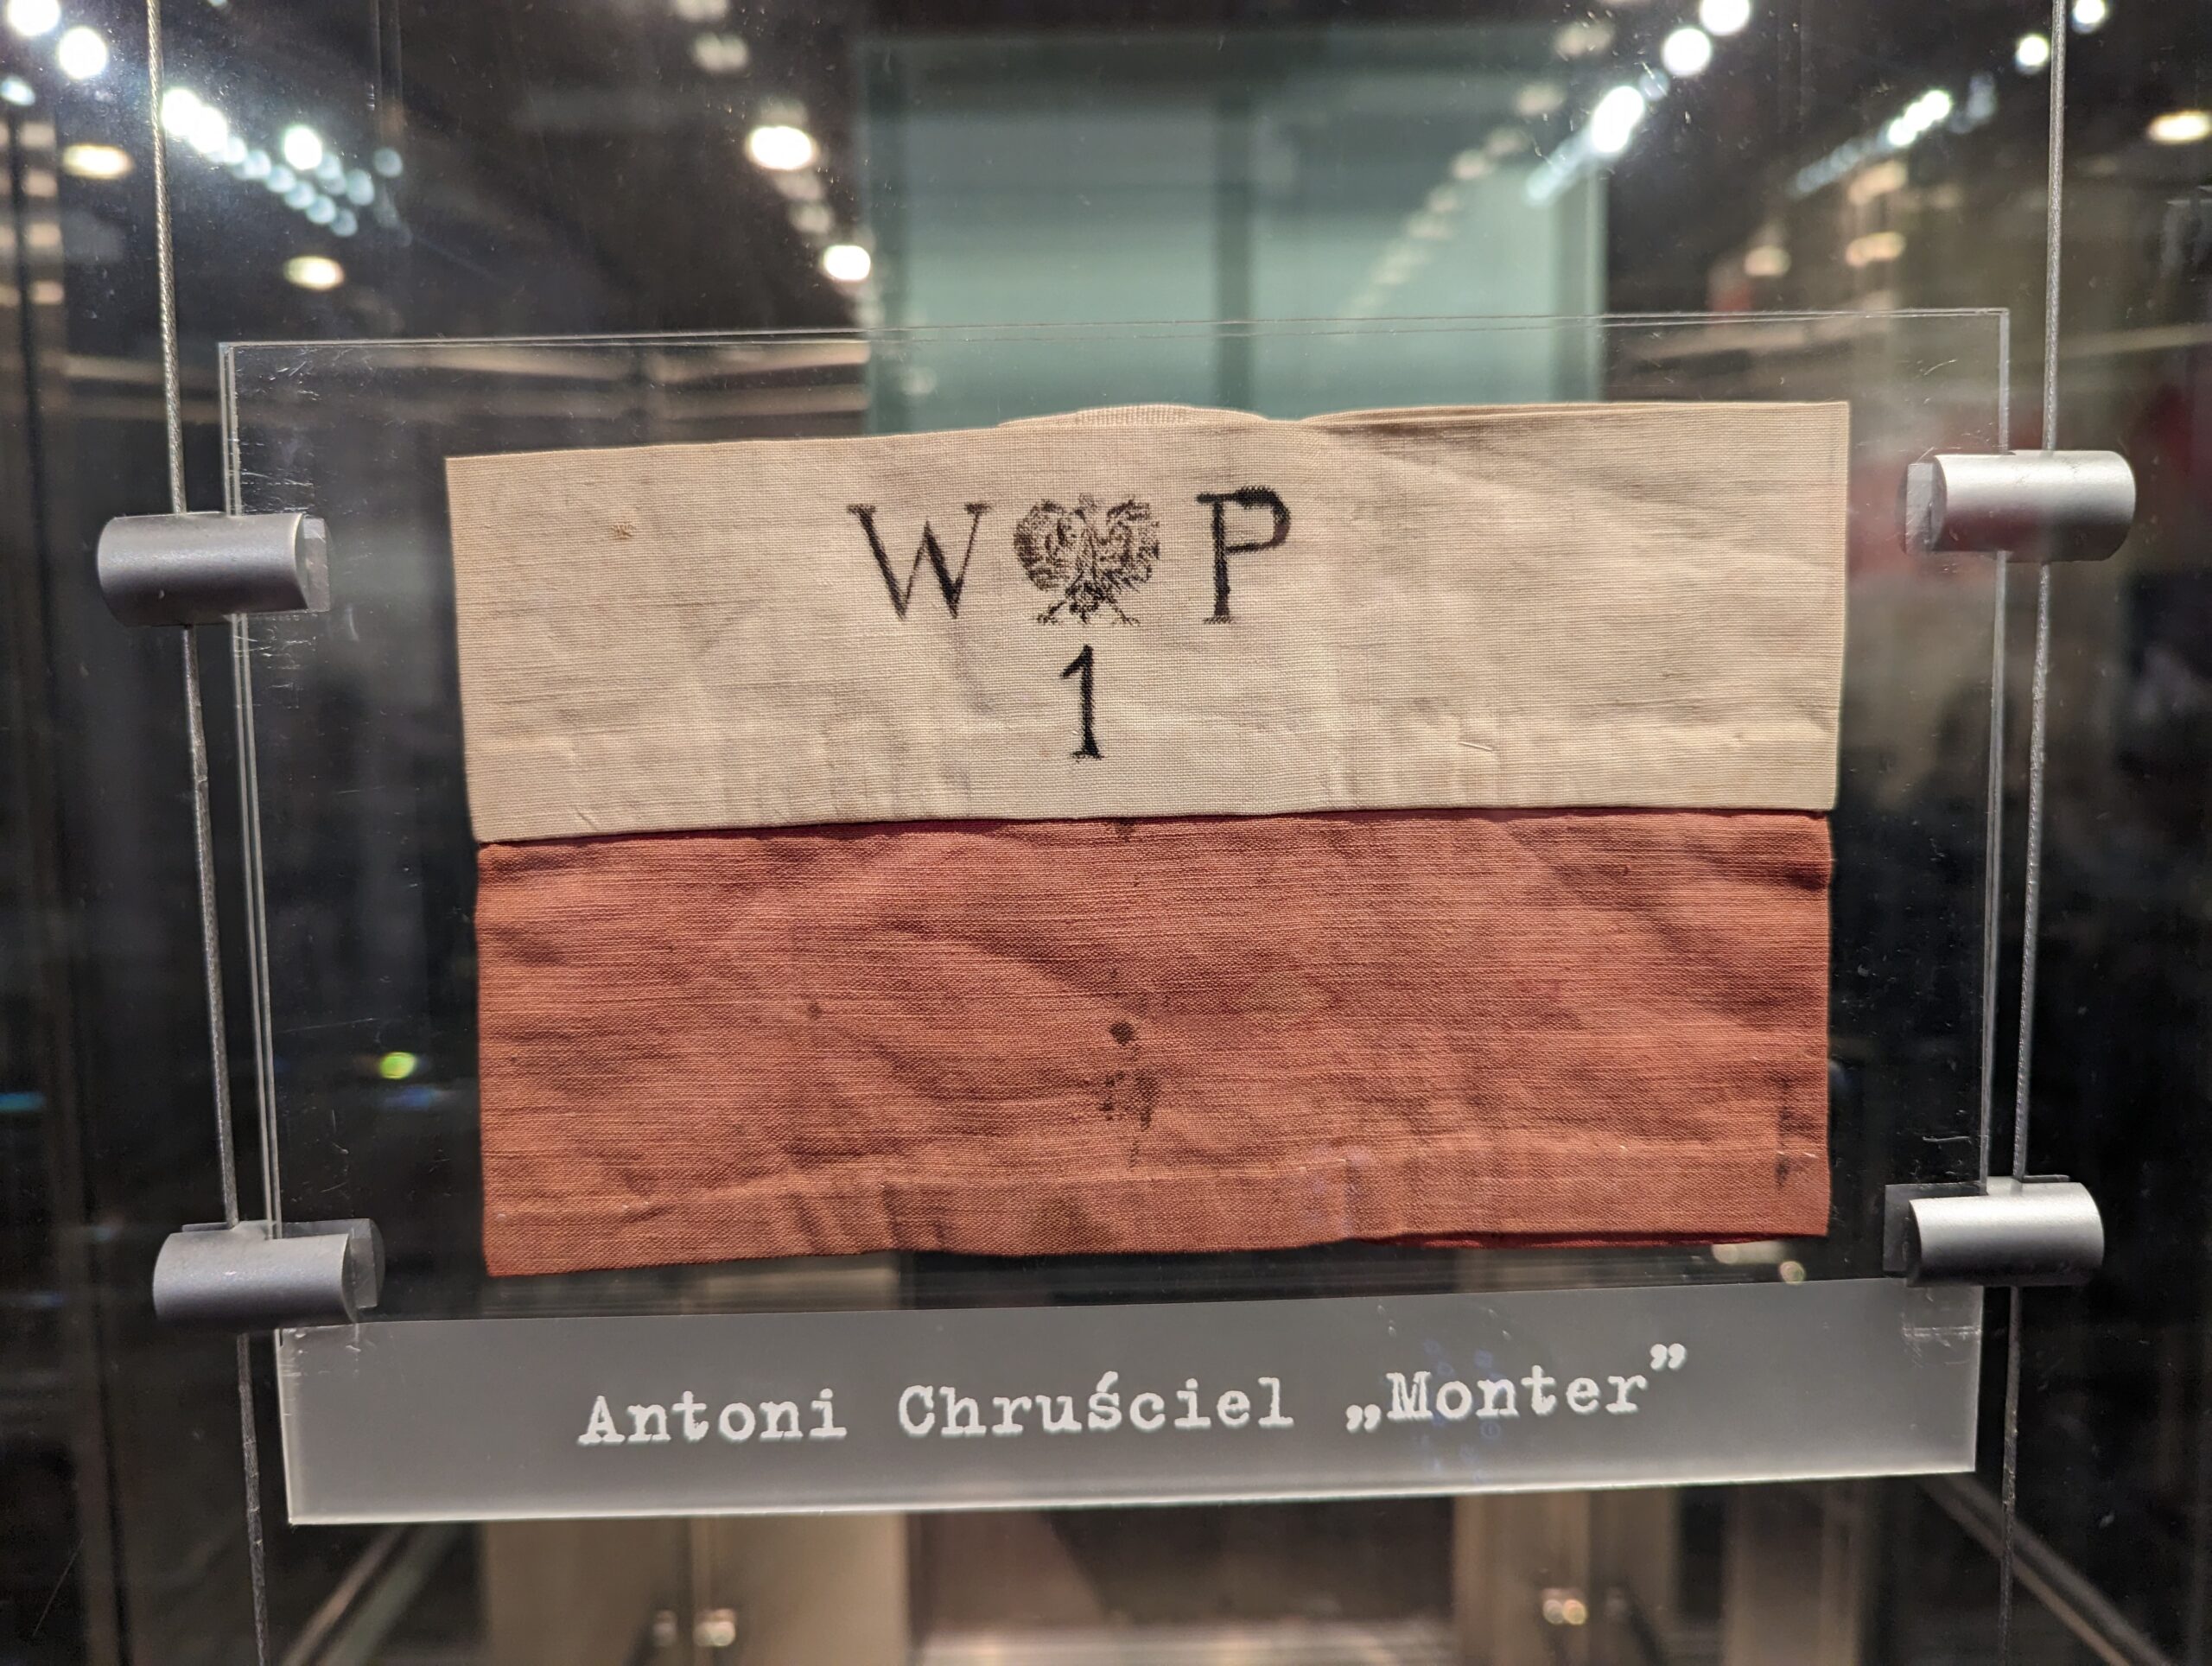 W P
1
Antoni Chruściel „Monter”